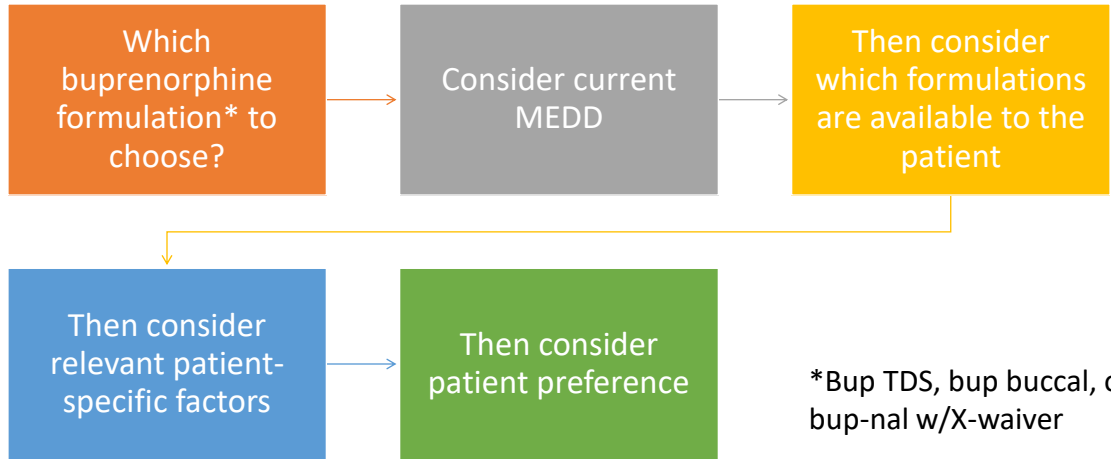 Which
buprenorphine
formulation* to
choose?
Consider current
MEDD
Then consider
which formulations
are available to the
patient
Then consider
relevant patient-
specific factors
Then consider
patient preference
*Bup TDS, bup buccal,
bup-nal w/X-waiver